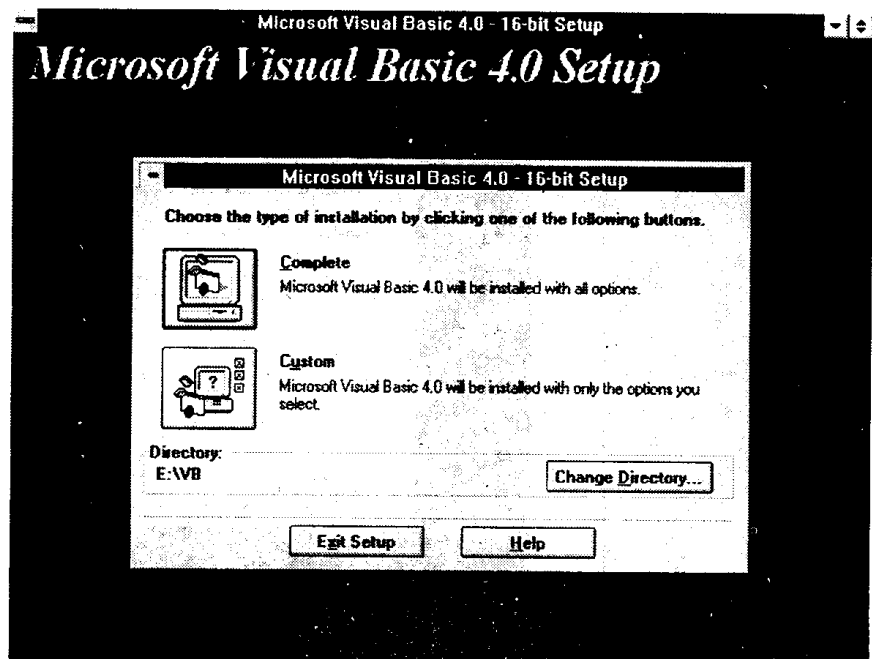 Microsoft Visual Basic 4.0 - 16-bit Setup
Microsoft Visual Basic 4.0 Setup
Microsoft Visual Basic 4.0 - 16-bit Setup
Choose the type of installation by clicking one of the following buttons.
Complete
Microsoft Visual Basic 4.0 will be installed with all options.
?
Custom
Microsoft Visual Basic 4.0 will be installed with only the options you
select.
Directory:
E:\VB
Change Directory...
Exit Setup
Help